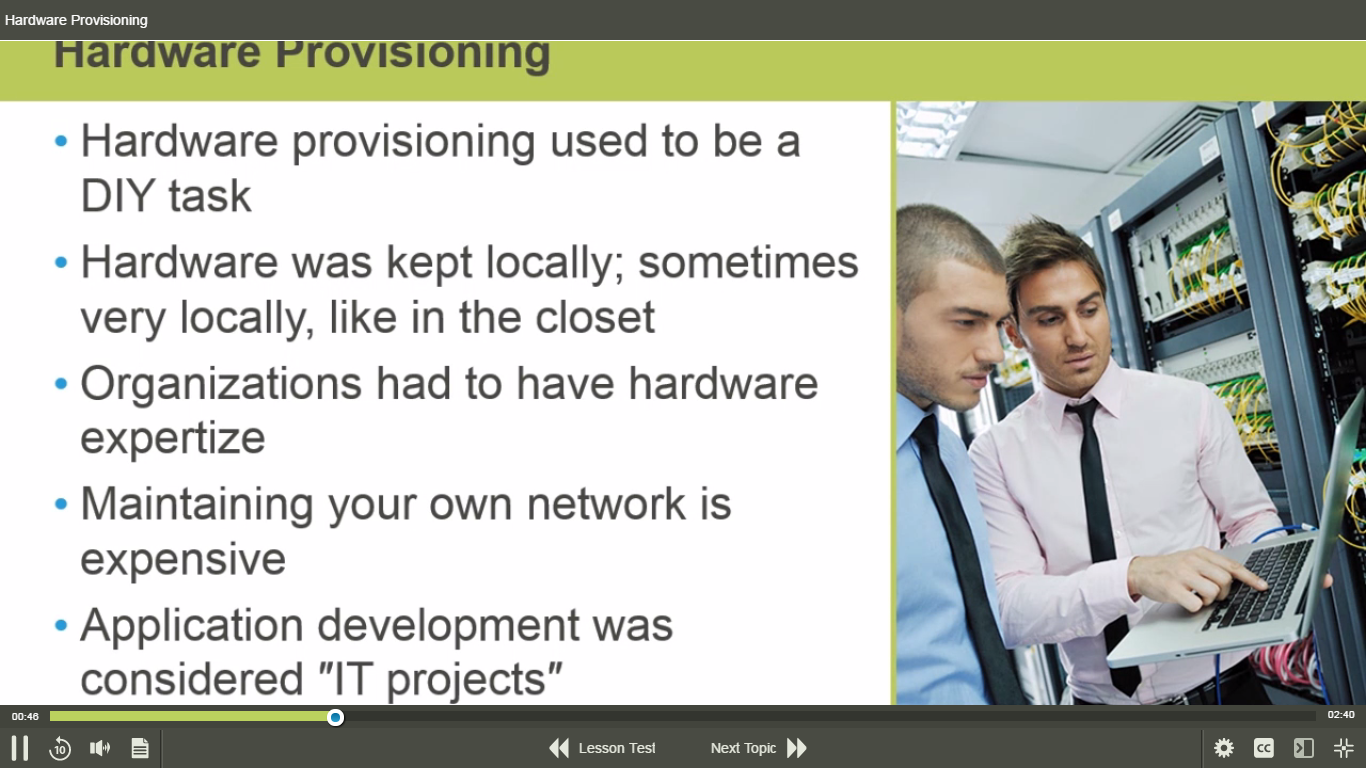 Hardware Provisioning
Hardware Provisioning
• Hardware provisioning used to be a
DIY task
• Hardware was kept locally; sometimes
very locally, like in the closet
• Organizations had to have hardware
expertize
• Maintaining your own network is
expensive
• Application development was
considered "IT projects"
00:46
02:40
10
Lesson Test
Next Topic
CC